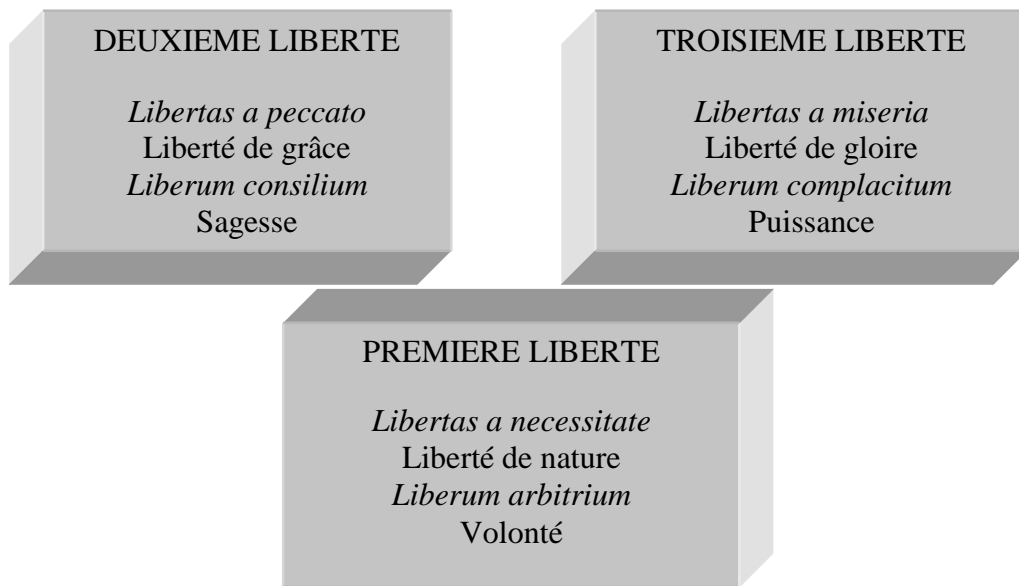 DEUXIEME LIBERTE
Libertas a peccato
Liberté de grâce
Liberum consilium
Sagesse
TROISIEME LIBERTE
Libertas a miseria
Liberté de gloire
Liberum complacitum
Puissance
PREMIERE LIBERTE
Libertas a necessitate
Liberté de nature
Liberum arbitrium
Volonté